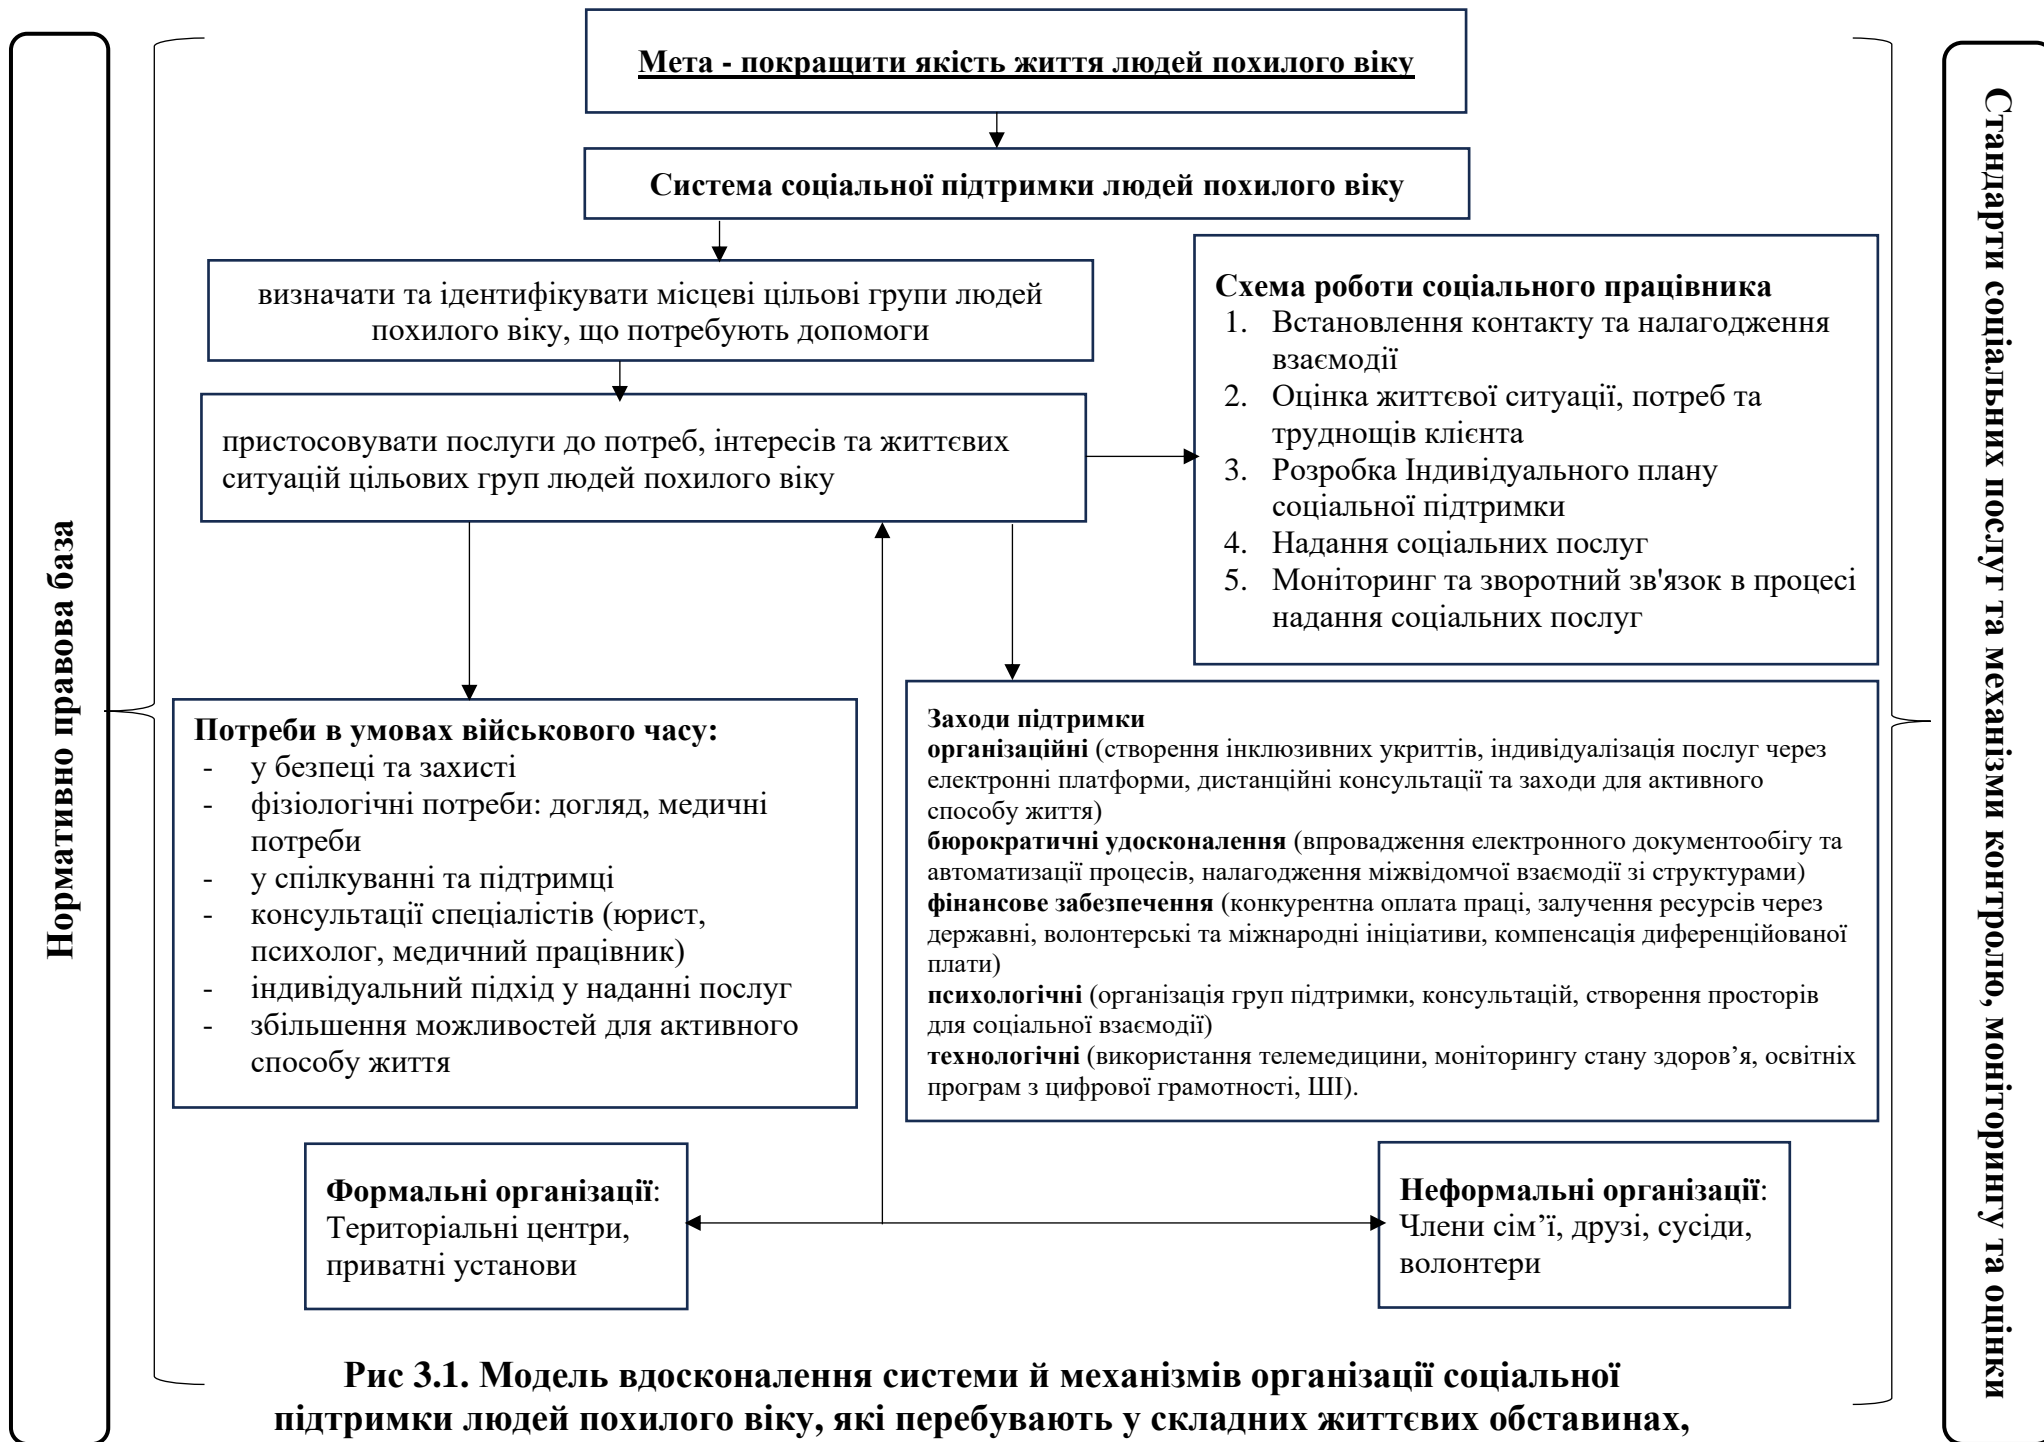 Нормативно правова база
Мета - покращити якість життя людей похилого віку
Система соціальної підтримки людей похилого віку
визначати та ідентифікувати місцеві цільові групи людей
похилого віку, що потребують допомоги
пристосовувати послуги до потреб, інтересів та життєвих
ситуацій цільових груп людей похилого віку
Схема роботи соціального працівника
1. Встановлення контакту та налагодження
взаємодії
2. Оцінка життєвої ситуації, потреб та
труднощів клієнта
3. Розробка Індивідуального плану
соціальної підтримки
4. Надання соціальних послуг
5. Моніторинг та зворотний зв'язок в процесі
надання соціальних послуг
Потреби в умовах військового часу:
- у безпеці та захисті
- фізіологічні потреби: догляд, медичні
потреби
- у спілкуванні та підтримці
- консультації спеціалістів (юрист,
психолог, медичний працівник)
- індивідуальний підхід у наданні послуг
- збільшення можливостей для активного
способу життя
Заходи підтримки
організаційні (створення інклюзивних укриттів, індивідуалізація послуг через
електронні платформи, дистанційні консультації та заходи для активного
способу життя)
бюрократичні удосконалення (впровадження електронного документообігу та
автоматизації процесів, налагодження міжвідомчої взаємодії зі структурами)
фінансове забезпечення (конкурентна оплата праці, залучення ресурсів через
державні, волонтерські та міжнародні ініціативи, компенсація диференційованої
плати)
психологічні (організація груп підтримки, консультацій, створення просторів
для соціальної взаємодії)
технологічні (використання телемедицини, моніторингу стану здоров’я, освітніх
програм з цифрової грамотності, ШІ).
Формальні організації:
Територіальні центри,
приватні установи
Неформальні організації:
Члени сім’ї, друзі, сусіди,
волонтери
Стандарти соціальних послуг та механізми контролю, моніторингу та оцінки
Рис 3.1. Модель вдосконалення системи й механізмів організації соціальної
підтримки людей похилого віку, які перебувають у складних життєвих обставинах,